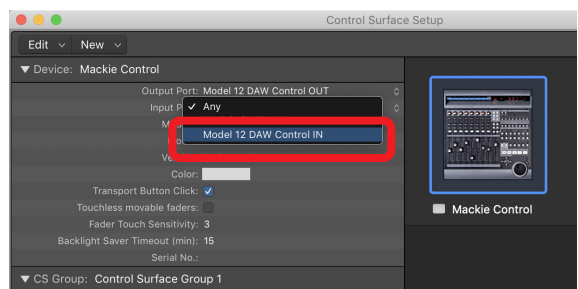 Control Surface Setup
Edit New
Device: Mackie Control
Output Port: Model 12 DAW Control OUT
Input P
Any
Model 12 DAW Control IN
Color:
Transport Button Click:
Touchless movable faders:
Fader Touch Sensitivity: 3
Backlight Saver Timeout (min): 15
Serial No.:
CS Group: Control Surface Group 1
Mackie Control